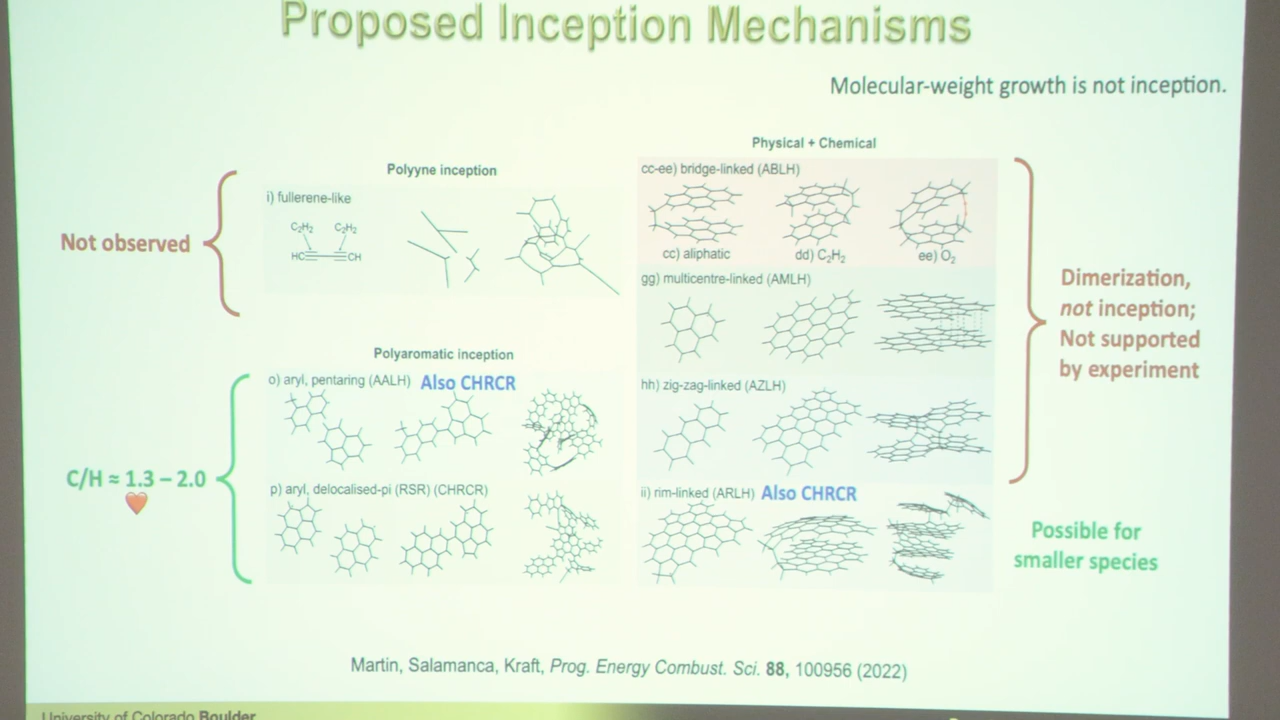 Proposed Inception Mechanisms
Molecular-weight growth is not inception.
Polyyne inception
i) fullerene-like
C₂H₂ C₂H₂
HC CH
Not observed
Polyaromatic inception
o) aryl, pentaring (AALH) Also CHRCR
p) aryl, delocalised-pi (RSR) (CHRCR)
C/H ≈ 1.3 – 2.0
Physical + Chemical
cc-ee) bridge-linked (ABLH)
cc) aliphatic dd) C₂H₂ ee) O₂
gg) multicentre-linked (AMLH)
hh) zig-zag-linked (AZLH)
ii) rim-linked (ARLH) Also CHRCR
Dimerization,
not inception;
Not supported
by experiment
Possible for
smaller species
Martin, Salamanca, Kraft, Prog. Energy Combust. Sci. 88, 100956 (2022)
University of Colorado Boulder